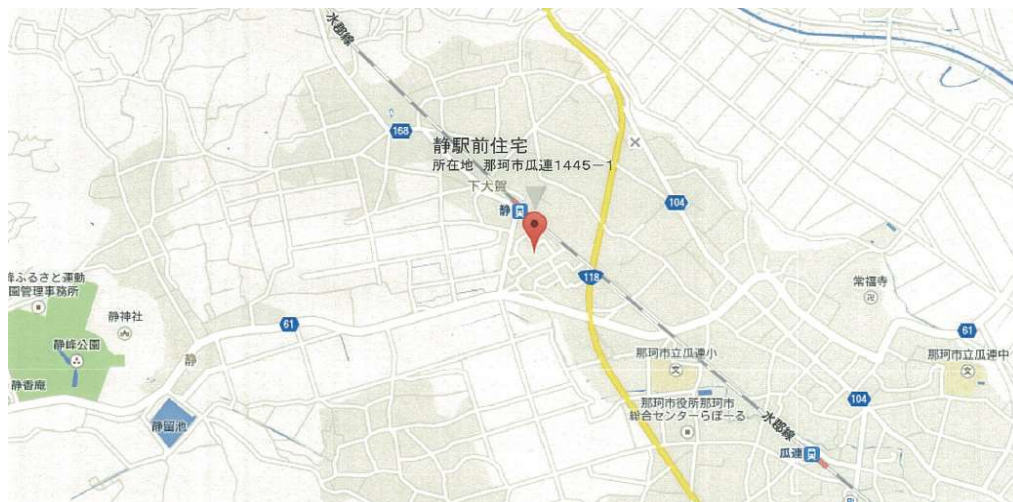 水郡線
168
静駅前住宅
所在地 那珂市瓜連1445－1
下大賀
静
104
118
峰ふるさと運動
園管理事務所
静神社
61
常福寺
静峰公園
静
那珂市立瓜連小
61
那珂市立瓜連中
静香庵
那珂市役所那珂市
総合センターらぽーる
104
静留池
水郡線
瓜連